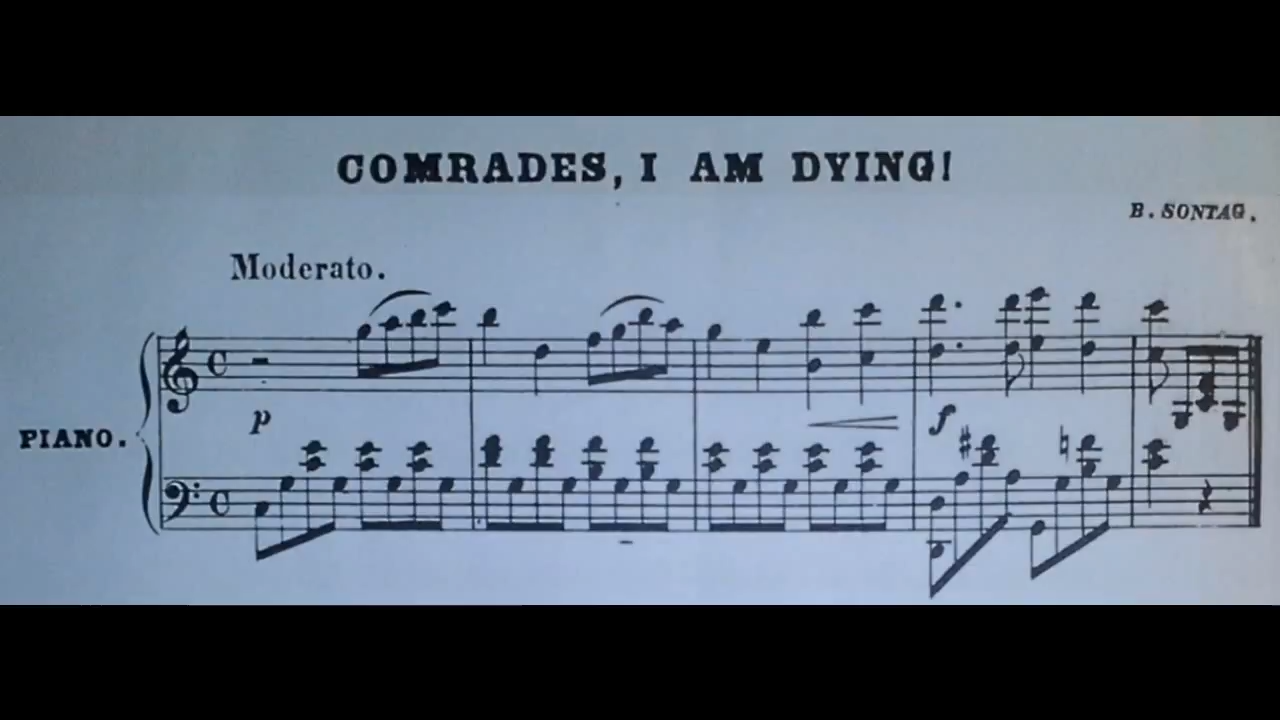 COMRADES, I AM DYING!
B. SONTAG.
Moderato.
p
f
PIANO.